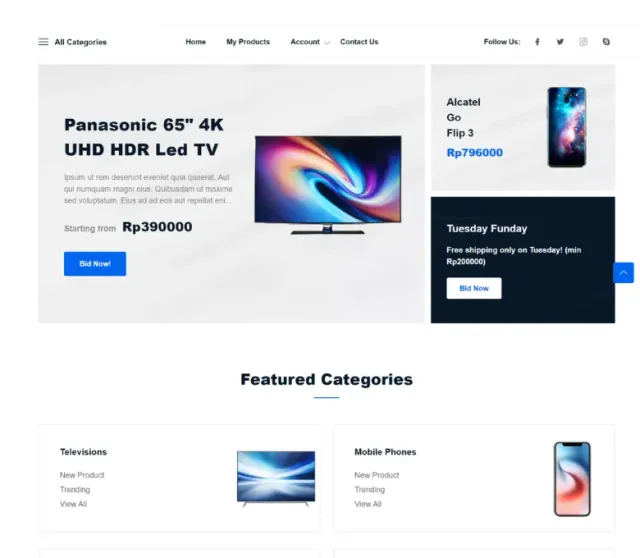 All Categories
Home
My Products
Account
Contact Us
Follow Us:
Panasonic 65" 4K
UHD HDR Led TV
Ipsum ut rem deserunt eveniet quia quaerat. Aut
qui numquam magni eius. Quibusdam ut maxime
sed voluptatum. Eius ad ad eos aut repellat eni...
Starting from Rp390000
Bid Now!
Alcatel
Go
Flip 3
Rp796000
Tuesday Funday
Free shipping only on Tuesday! (min
Rp200000)
Bid Now
Featured Categories
Televisions
New Product
Trending
View All
Mobile Phones
New Product
Trending
View All